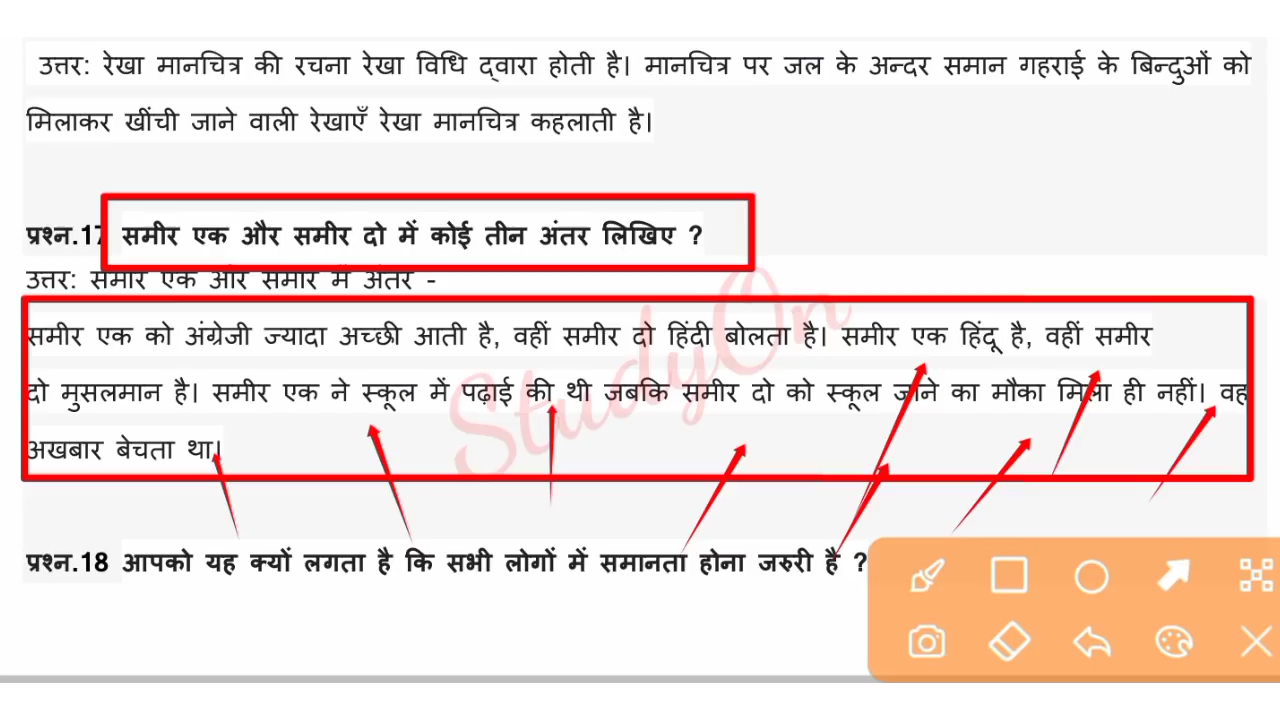 उत्तर: रेखा मानचित्र की रचना रेखा विधि द्वारा होती है। मानचित्र पर जल के अन्दर समान गहराई के बिन्दुओं को
मिलाकर खींची जाने वाली रेखाएँ रेखा मानचित्र कहलाती है।
प्रश्न.17 समीर एक और समीर दो में कोई तीन अंतर लिखिए ?
उत्तर: समीर एक और समीर में अंतर -
समीर एक को अंग्रेजी ज्यादा अच्छी आती है, वहीं समीर दो हिंदी बोलता है। समीर एक हिंदू है, वहीं समीर
दो मुसलमान है। समीर एक ने स्कूल में पढ़ाई की थी जबकि समीर दो को स्कूल जाने का मौका मिला ही नहीं। वह
अखबार बेचता था।
StudyOn
प्रश्न.18 आपको यह क्यों लगता है कि सभी लोगों में समानता होना जरुरी है ?